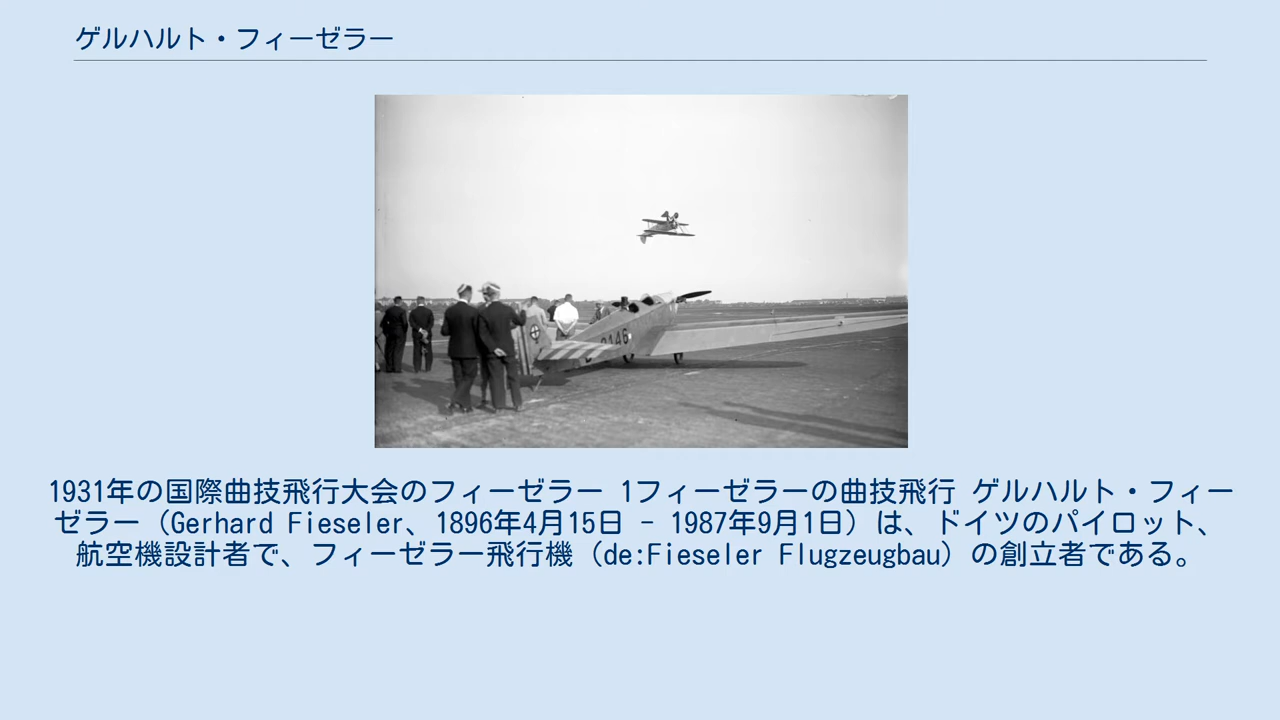 ゲルハルト・フィーゼラー
2146
1931年の国際曲技飛行大会のフィーゼラー 1フィーゼラーの曲技飛行 ゲルハルト・フィー
ゼラー（Gerhard Fieseler、1896年4月15日 - 1987年9月1日）は、ドイツのパイロット、
航空機設計者で、フィーゼラー飛行機（de:Fieseler Flugzeugbau）の創立者である。